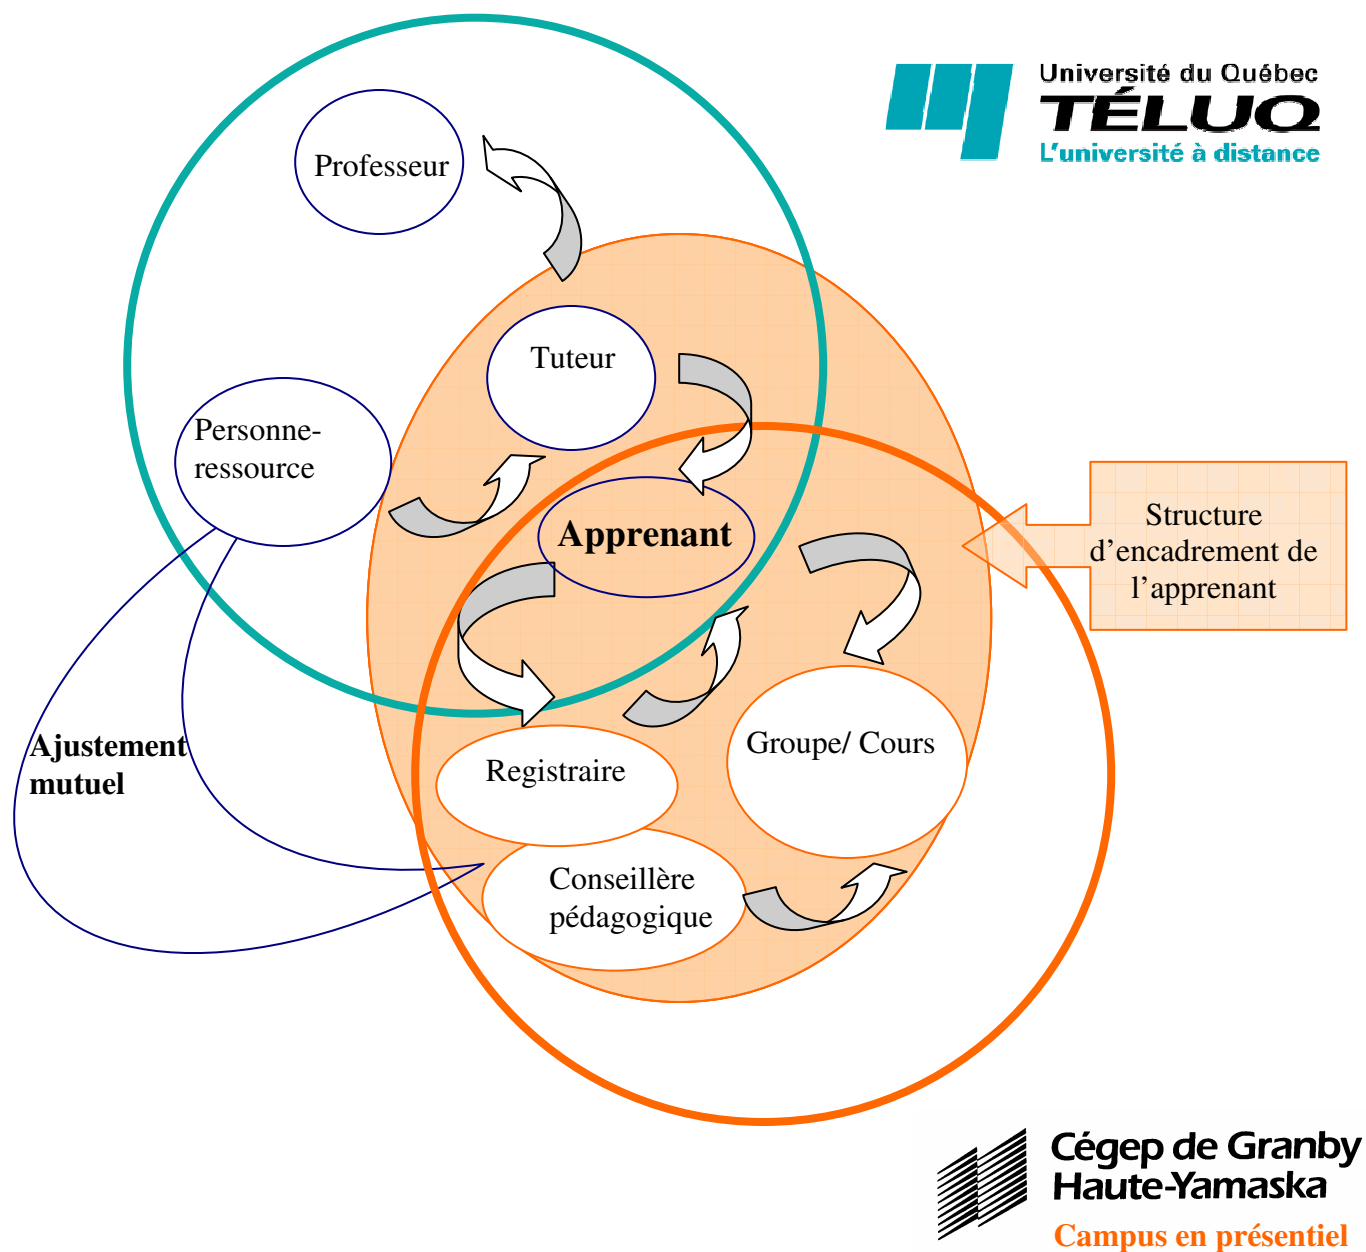 Université du Québec
TÉLUQ
L'université à distance
Professeur
Tuteur
Personne-
ressource
Apprenant
Structure
d'encadrement de
l'apprenant
Ajustement
mutuel
Groupe/ Cours
Registraire
Conseillère
pédagogique
Cégep de Granby
Haute-Yamaska
Campus en présentiel